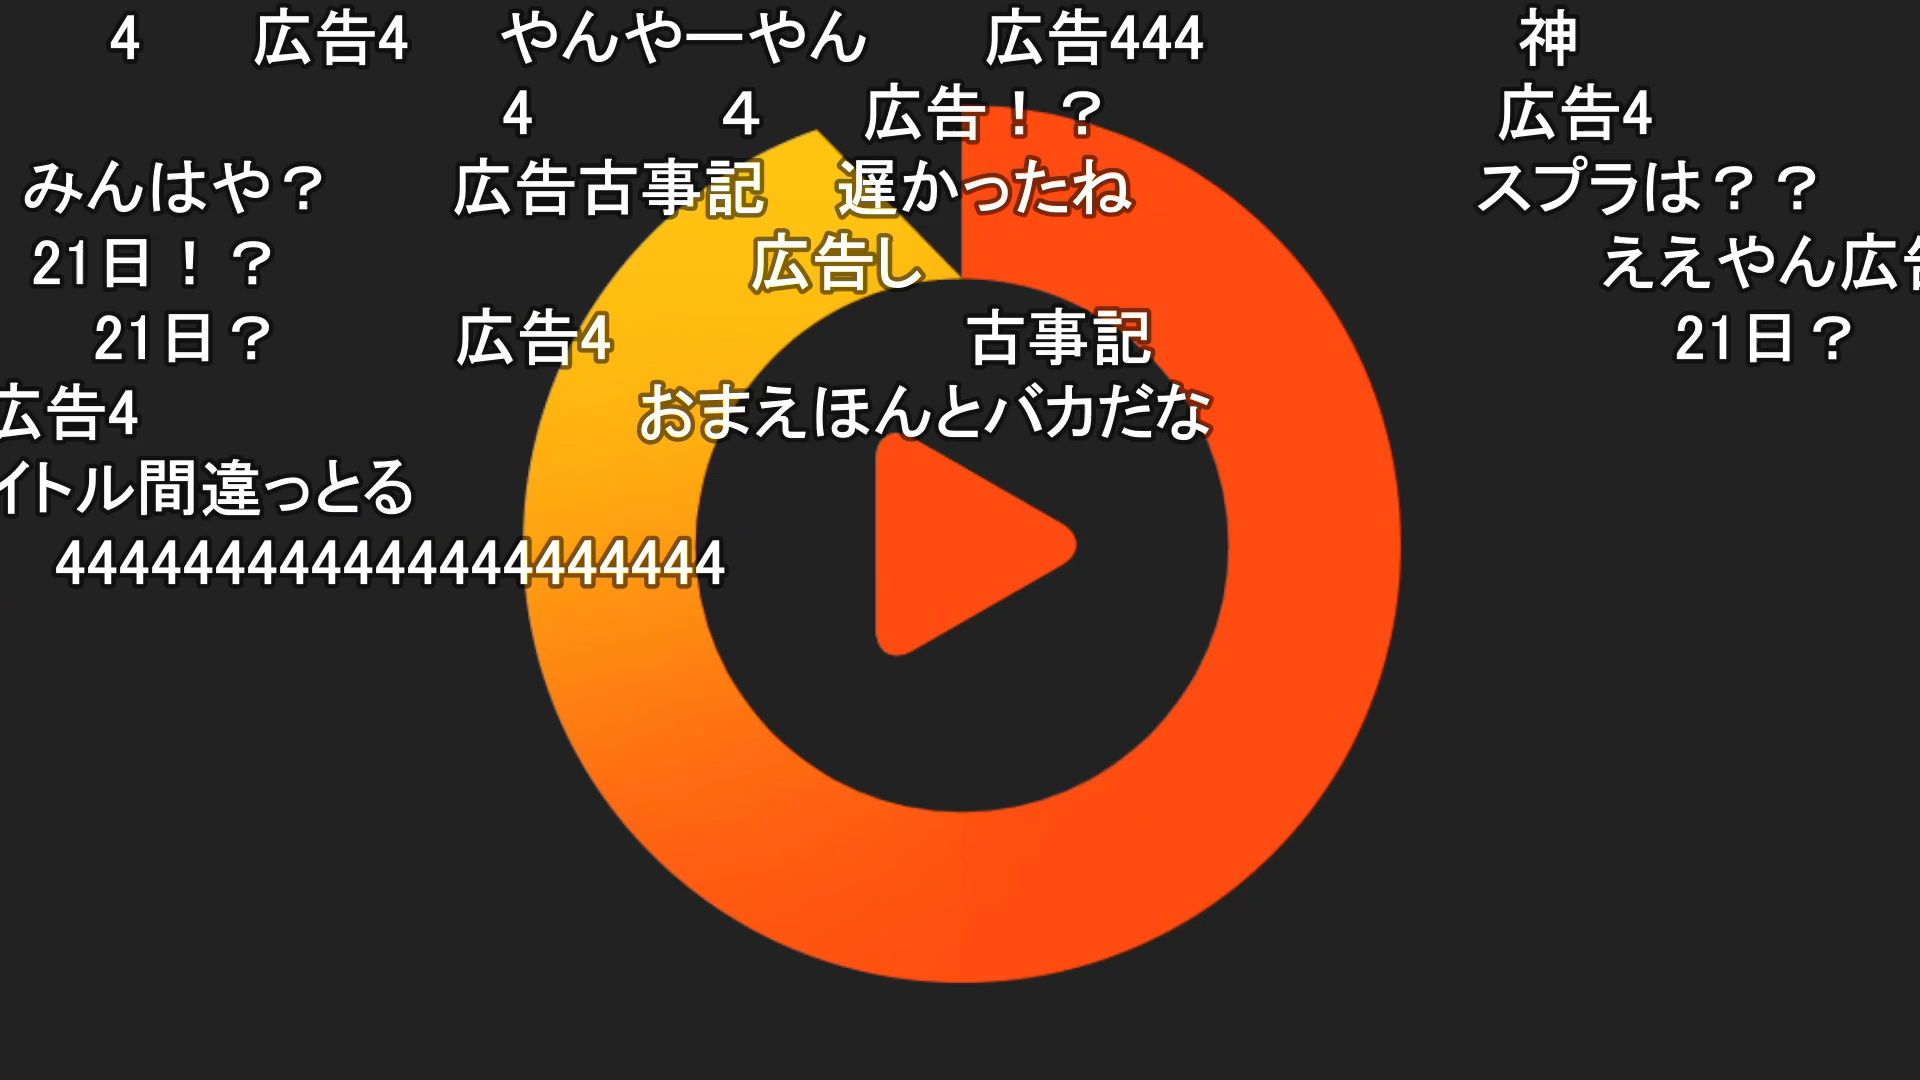 4 広告4 やんやーやん 広告444 神
4 ４ 広告！？ 広告4
みんはや？ 広告古事記 遅かったね スプラは？？
21日！？ 広告し ええやん広告
21日？ 広告4 古事記 21日？
広告4 おまえほんとバカだな
イトル間違っとる
444444444444444444444